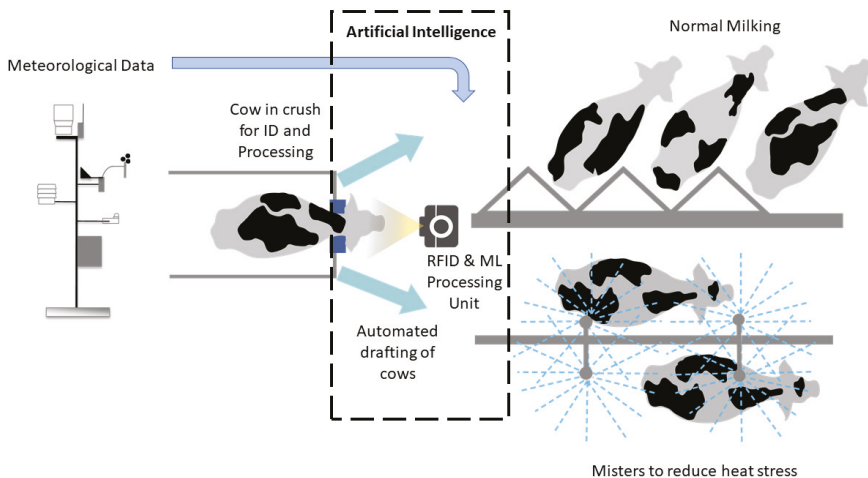 Artificial Intelligence
Normal Milking
Meteorological Data
Cow in crush
for ID and
Processing
RFID & ML
Processing
Unit
Automated
drafting of
cows
Misters to reduce heat stress